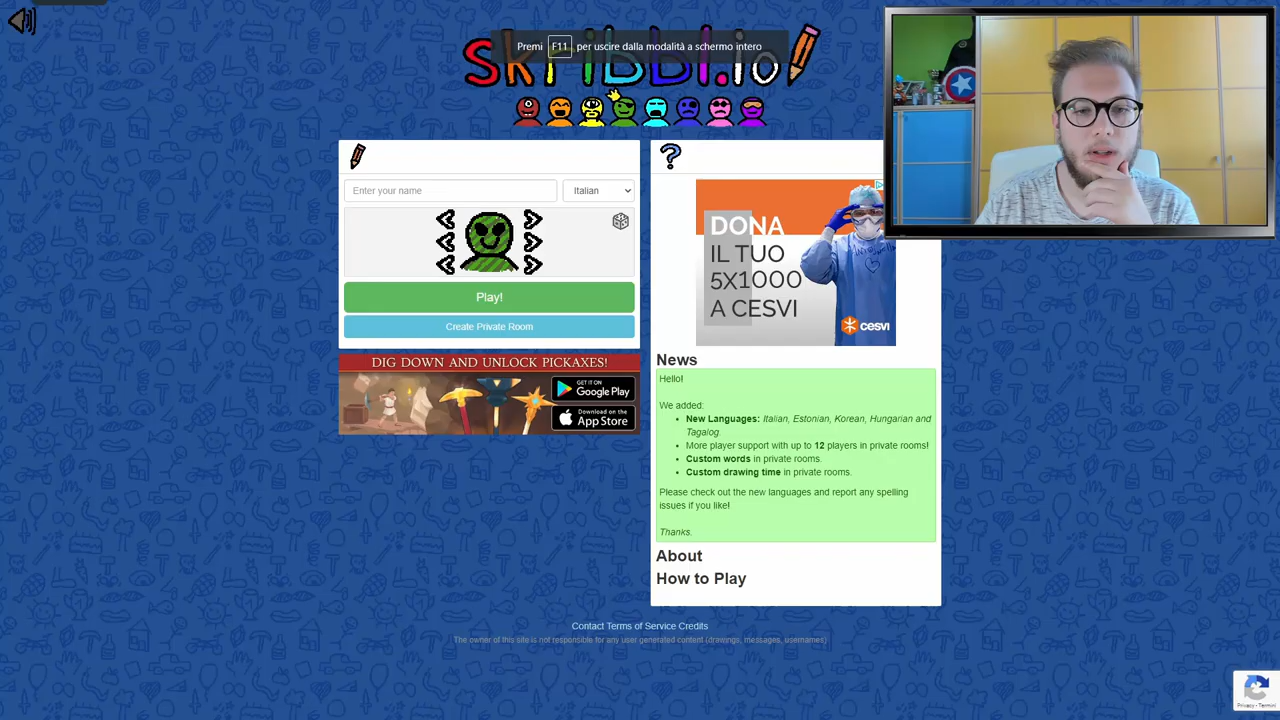 skribbl.io
Premi F11 per uscire dalla modalità a schermo intero
Enter your name
Italian
Play!
Create Private Room
DIG DOWN AND UNLOCK PICKAXES!
GET IT ON
Google Play
Download on the
App Store
?
DONA
IL TUO
5X1000
A CESVI
cesvi
News
Hello!
We added:
New Languages: Italian, Estonian, Korean, Hungarian and
Tagalog.
More player support with up to 12 players in private rooms!
Custom words in private rooms.
Custom drawing time in private rooms.
Please check out the new languages and report any spelling
issues if you like!
Thanks.
About
How to Play
Contact Terms of Service Credits
The owner of this site is not responsible for any user generated content (drawings, messages, usernames)
Privacy - Termini